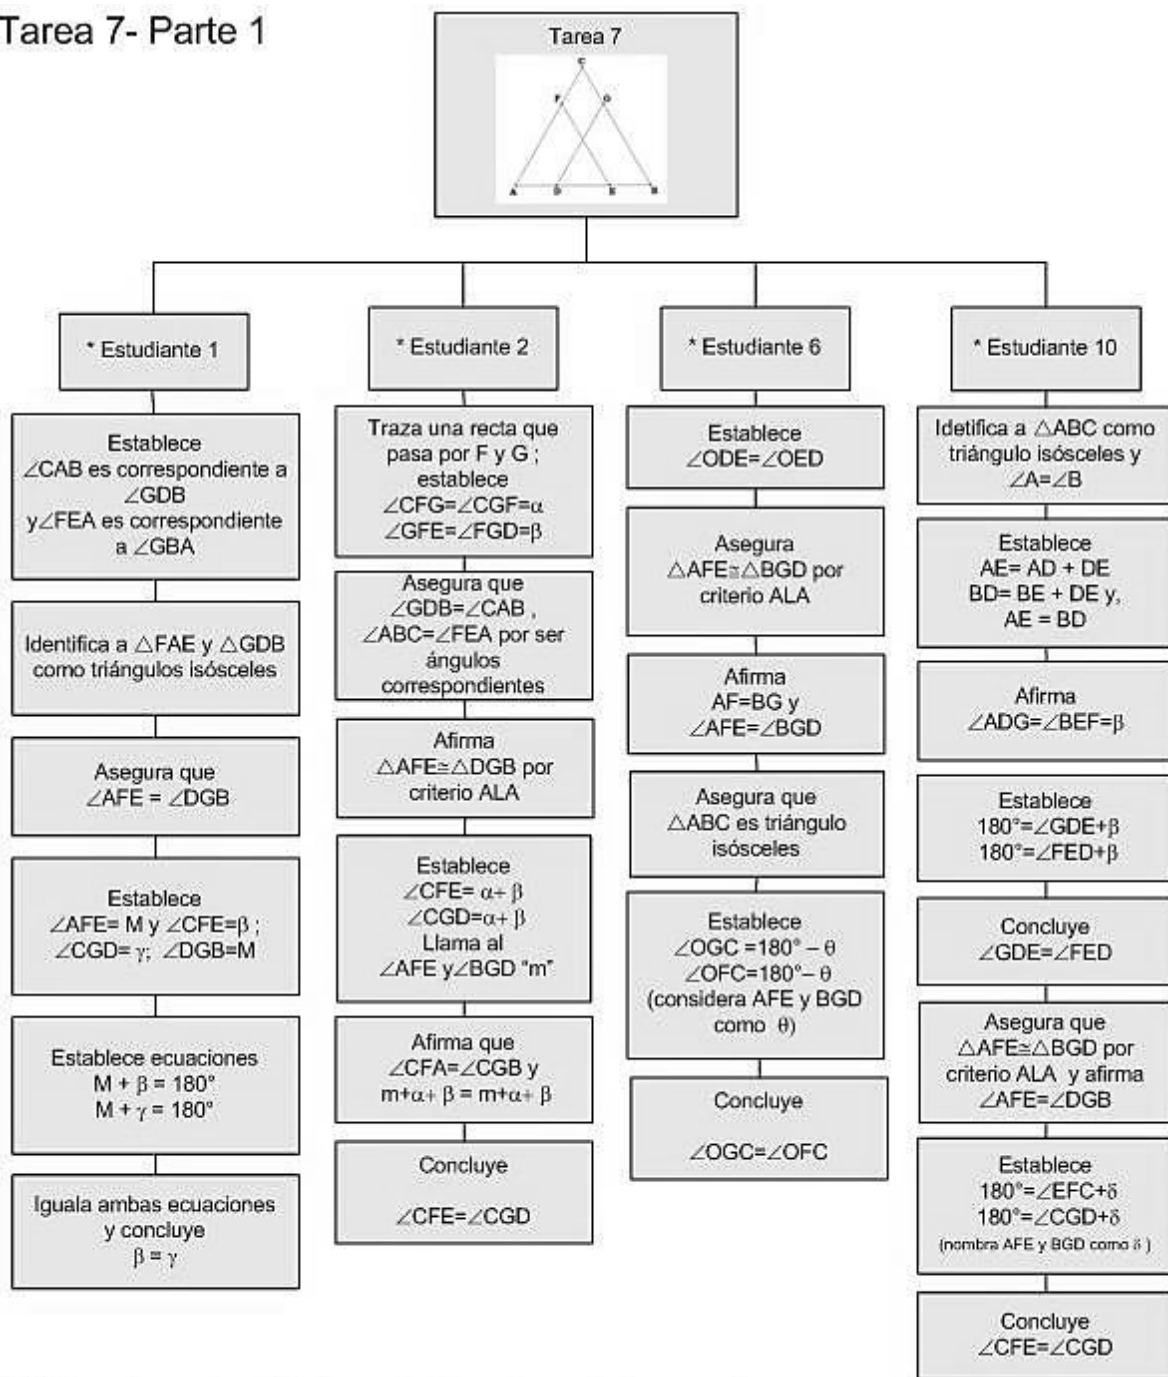 Tarea 7- Parte 1
Tarea 7
C
F
G
A
D
E
B
* Estudiante 1
Establece
∠CAB es correspondiente a
∠GDB
y∠FEA es correspondiente
a ∠GBA
Identifica a △FAE y △GDB
como triángulos isósceles
Asegura que
∠AFE = ∠DGB
Establece
∠AFE= M y ∠CFE=β ;
∠CGD= γ; ∠DGB=M
Establece ecuaciones
M + β = 180°
M + γ = 180°
Iguala ambas ecuaciones
y concluye
β = γ
* Estudiante 2
Traza una recta que
pasa por F y G ;
establece
∠CFG=∠CGF=α
∠GFE=∠FGD=β
Asegura que
∠GDB=∠CAB ,
∠ABC=∠FEA por ser
ángulos
correspondientes
Afirma
△AFE≅△DGB por
criterio ALA
Establece
∠CFE= α+ β
∠CGD=α+ β
Llama al
∠AFE y∠BGD "m"
Afirma que
∠CFA=∠CGB y
m+α+ β = m+α+ β
Concluye
∠CFE=∠CGD
* Estudiante 6
Establece
∠ODE=∠OED
Asegura
△AFE≅△BGD por
criterio ALA
Afirma
AF=BG y
∠AFE=∠BGD
Asegura que
△ABC es triángulo
isósceles
Establece
∠OGC =180° – θ
∠OFC=180°– θ
(considera AFE y BGD
como θ)
Concluye
∠OGC=∠OFC
* Estudiante 10
Idetifica a △ABC como
triángulo isósceles y
∠A=∠B
Establece
AE= AD + DE
BD= BE + DE y,
AE = BD
Afirma
∠ADG=∠BEF=β
Establece
180°=∠GDE+β
180°=∠FED+β
Concluye
∠GDE=∠FED
Asegura que
△AFE≅△BGD por
criterio ALA y afirma
∠AFE=∠DGB
Establece
180°=∠EFC+δ
180°=∠CGD+δ
(nombra AFE y BGD como δ )
Concluye
∠CFE=∠CGD